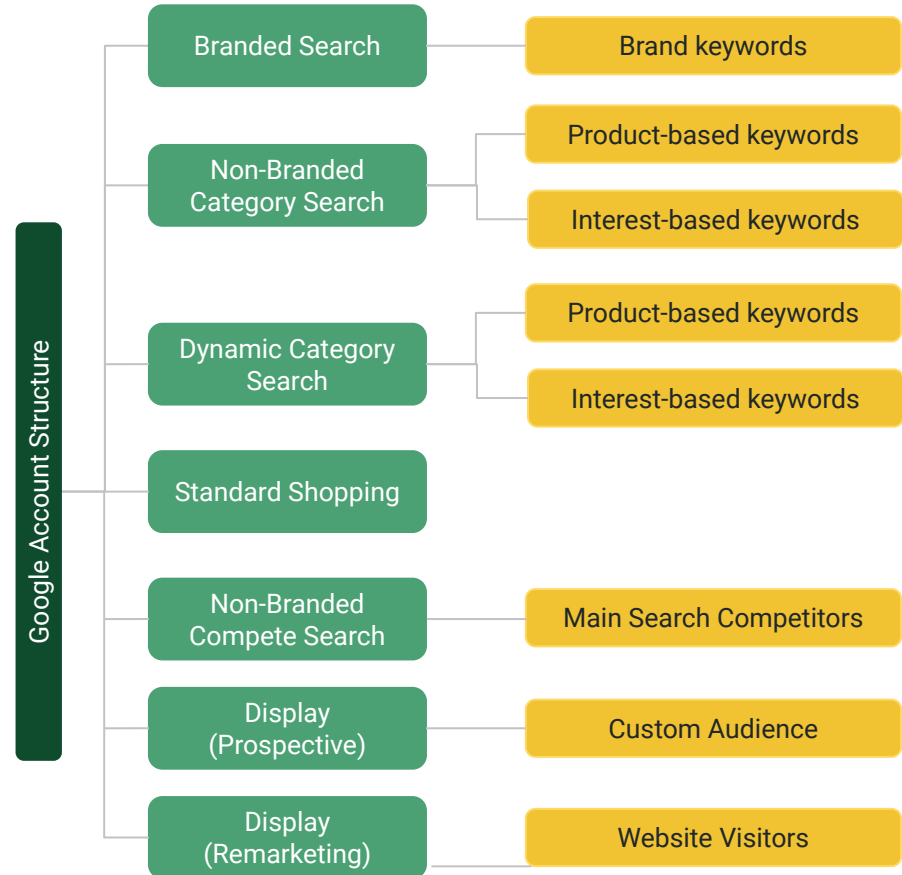 Google Account Structure
Branded Search
Brand keywords
Non-Branded
Category Search
Product-based keywords
Interest-based keywords
Dynamic Category
Search
Product-based keywords
Interest-based keywords
Standard Shopping
Non-Branded
Compete Search
Main Search Competitors
Display
(Prospective)
Custom Audience
Display
(Remarketing)
Website Visitors